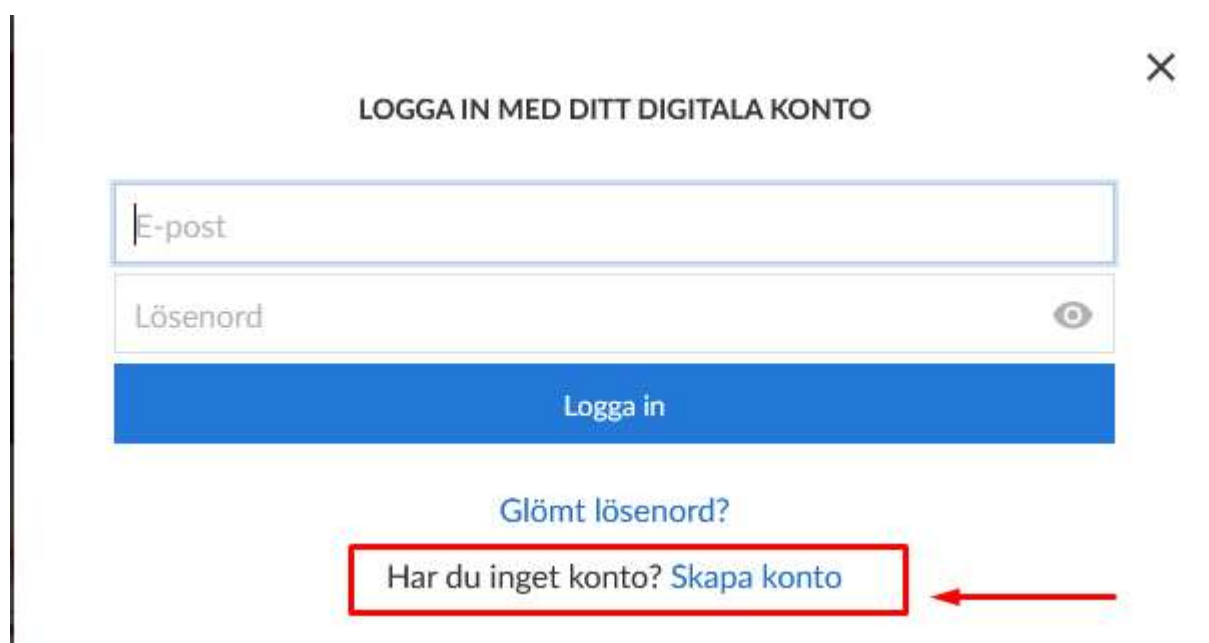 LOGGA IN MED DITT DIGITALA KONTO
E-post
Lösenord
Logga in
Glömt lösenord?
Har du inget konto? Skapa konto